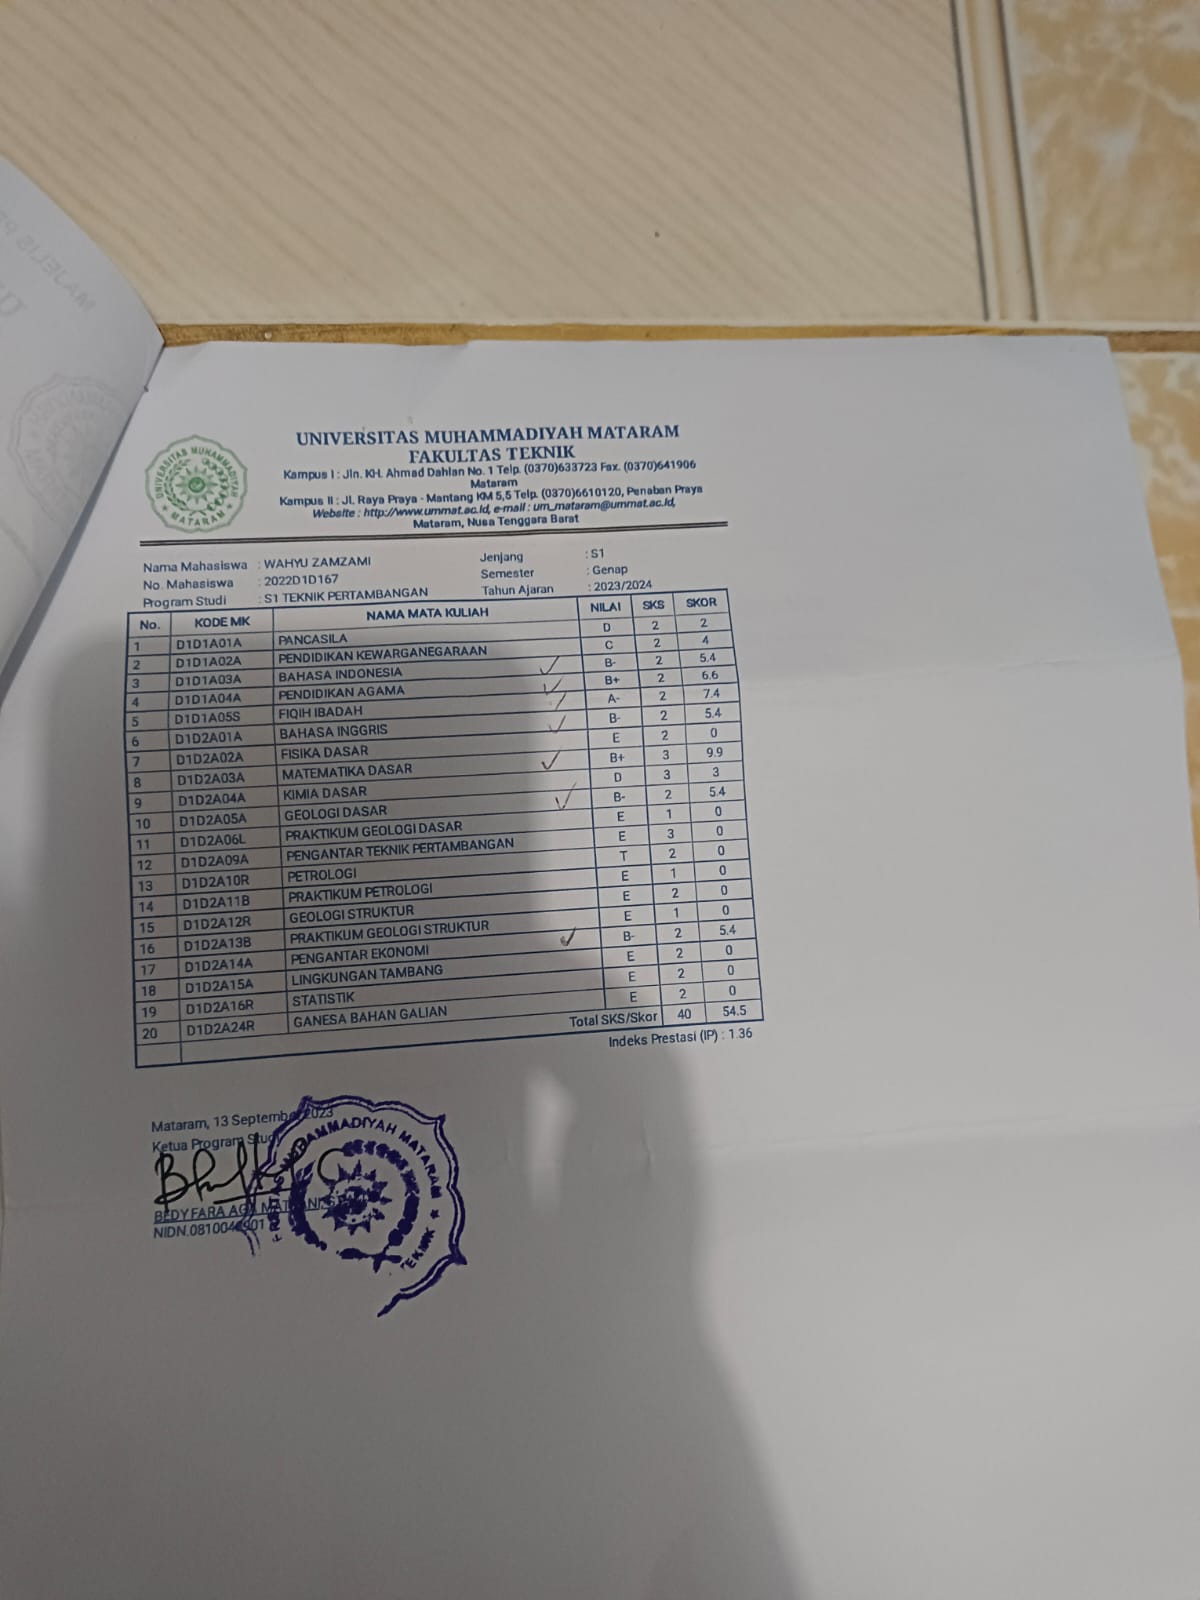 UNIVERSITAS MUHAMMADIYAH MATARAM
FAKULTAS TEKNIK
Kampus I : Jln. KH. Ahmad Dahlan No. 1 Telp. (0370)633723 Fax. (0370)641906
Mataram
Kampus II : Jl. Raya Praya - Mantang KM 5,5 Telp. (0370)6610120, Penaban Praya
Website : http://www.ummat.ac.id, e-mail : um_mataram@ummat.ac.id,
Mataram, Nusa Tenggara Barat
UNIVERSITAS MUHAMMADIYAH MATARAM
Nama Mahasiswa : WAHYU ZAMZAMI Jenjang : S1
No. Mahasiswa : 2022D1D167 Semester : Genap
Program Studi : S1 TEKNIK PERTAMBANGAN Tahun Ajaran : 2023/2024
No. KODE MK NAMA MATA KULIAH NILAI SKS SKOR
1 D1D1A01A PANCASILA D 2 2
2 D1D1A02A PENDIDIKAN KEWARGANEGARAAN C 2 4
3 D1D1A03A BAHASA INDONESIA B- 2 5.4
4 D1D1A04A PENDIDIKAN AGAMA B+ 2 6.6
5 D1D1A05S FIQIH IBADAH A- 2 7.4
6 D1D2A01A BAHASA INGGRIS B- 2 5.4
7 D1D2A02A FISIKA DASAR E 2 0
8 D1D2A03A MATEMATIKA DASAR B+ 3 9.9
9 D1D2A04A KIMIA DASAR D 3 3
10 D1D2A05A GEOLOGI DASAR B- 2 5.4
11 D1D2A06L PRAKTIKUM GEOLOGI DASAR E 1 0
12 D1D2A09A PENGANTAR TEKNIK PERTAMBANGAN E 3 0
13 D1D2A10R PETROLOGI T 2 0
14 D1D2A11B PRAKTIKUM PETROLOGI E 1 0
15 D1D2A12R GEOLOGI STRUKTUR E 2 0
16 D1D2A13B PRAKTIKUM GEOLOGI STRUKTUR E 1 0
17 D1D2A14A PENGANTAR EKONOMI B- 2 5.4
18 D1D2A15A LINGKUNGAN TAMBANG E 2 0
19 D1D2A16R STATISTIK E 2 0
20 D1D2A24R GANESA BAHAN GALIAN E 2 0
Total SKS/Skor 40 54.5
Indeks Prestasi (IP) : 1.36
Mataram, 13 September 2023
Ketua Program Studi
BEDY FARA AGA
NIDN.0810
MUHAMMADIYAH MATARAM
TEKNIK